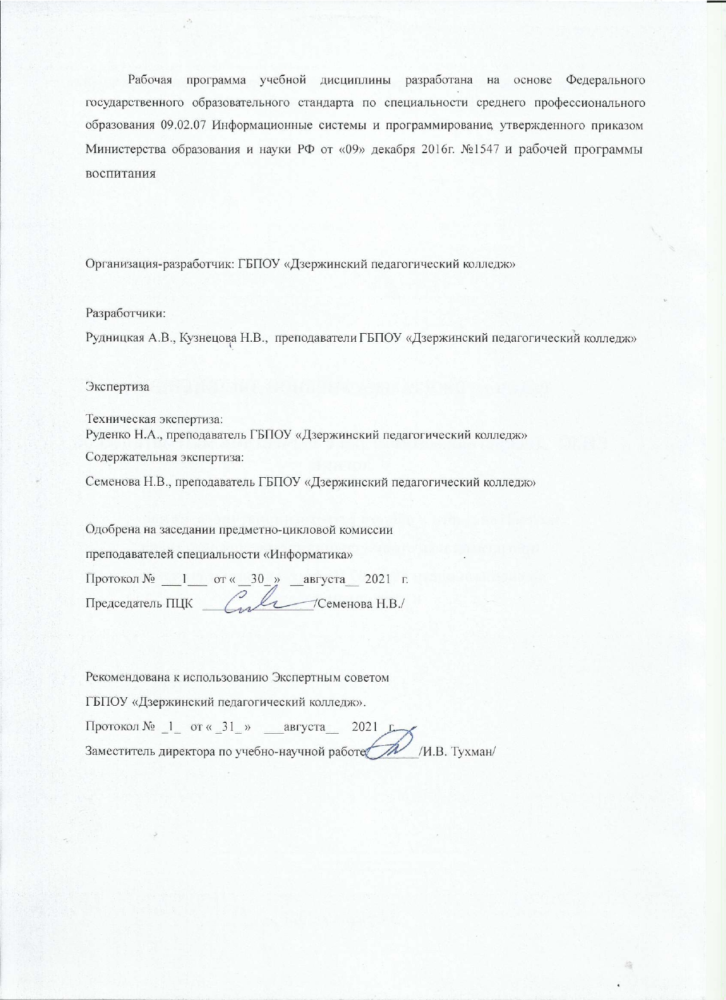 Рабочая программа учебной дисциплины разработана на основе Федерального
государственного образовательного стандарта по специальности среднего профессионального
образования 09.02.07 Информационные системы и программирование, утвержденного приказом
Министерства образования и науки РФ от «09» декабря 2016г. №1547 и рабочей программы
воспитания
Организация-разработчик: ГБПОУ «Дзержинский педагогический колледж»
Разработчики:
Рудницкая А.В., Кузнецова Н.В., преподаватели ГБПОУ «Дзержинский педагогический колледж»
Экспертиза
Техническая экспертиза:
Руденко Н.А., преподаватель ГБПОУ «Дзержинский педагогический колледж»
Содержательная экспертиза:
Семенова Н.В., преподаватель ГБПОУ «Дзержинский педагогический колледж»
Одобрена на заседании предметно-цикловой комиссии
преподавателей специальности «Информатика»
Протокол № ___1___ от «__30_» __августа__ 2021 г.
Председатель ПЦК ________________/Семенова Н.В./
Рекомендована к использованию Экспертным советом
ГБПОУ «Дзержинский педагогический колледж».
Протокол № _1_ от «_31_» ___августа__ 2021 г.
Заместитель директора по учебно-научной работе________/И.В. Тухман/